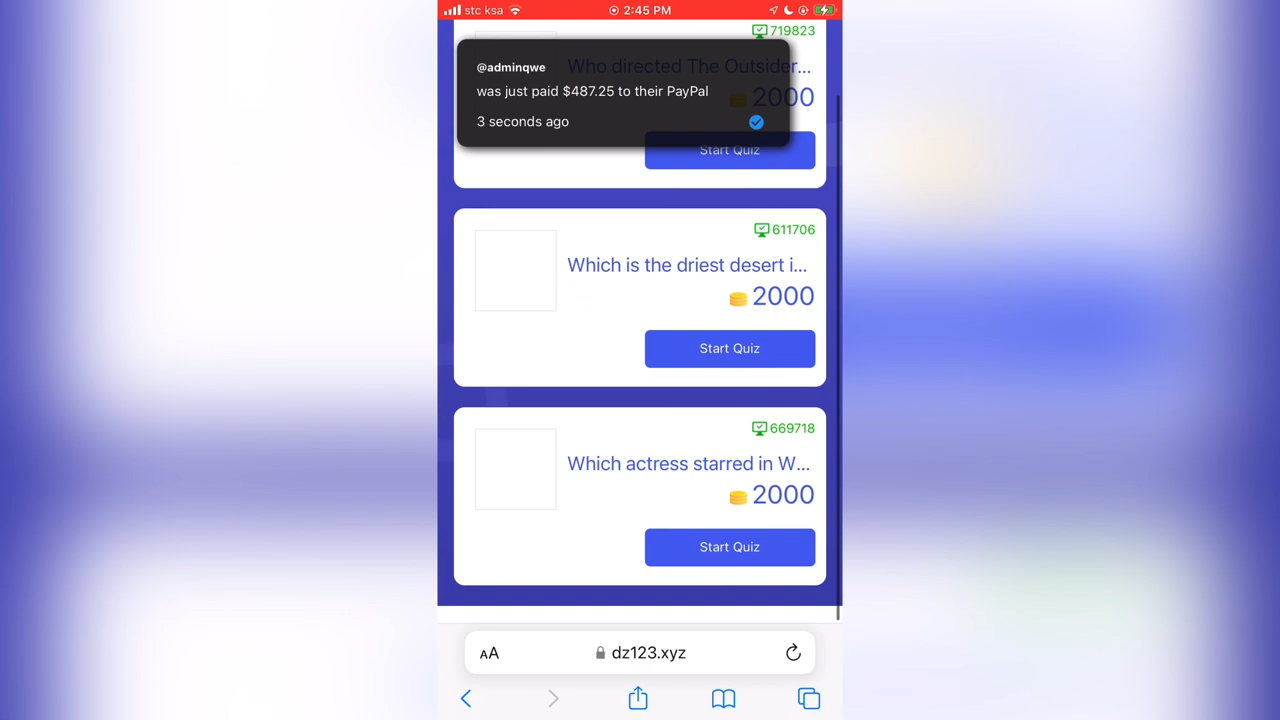 stc ksa
2:45 PM
719823
@adminqwe
Who directed The Outsider...
was just paid $487.25 to their PayPal
2000
3 seconds ago
Start Quiz
611706
Which is the driest desert i...
2000
Start Quiz
669718
Which actress starred in W...
2000
Start Quiz
AA
dz123.xyz